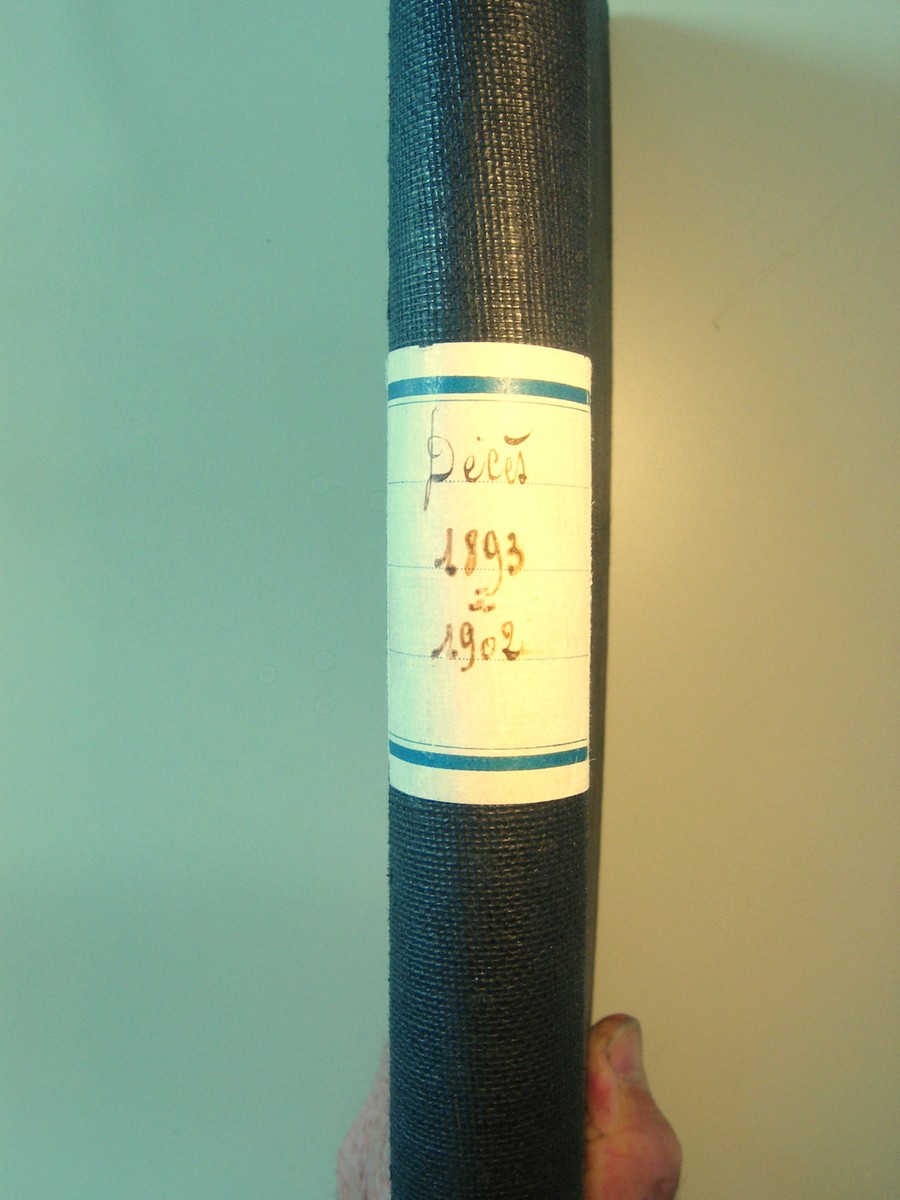 Décès
1893
=
1902